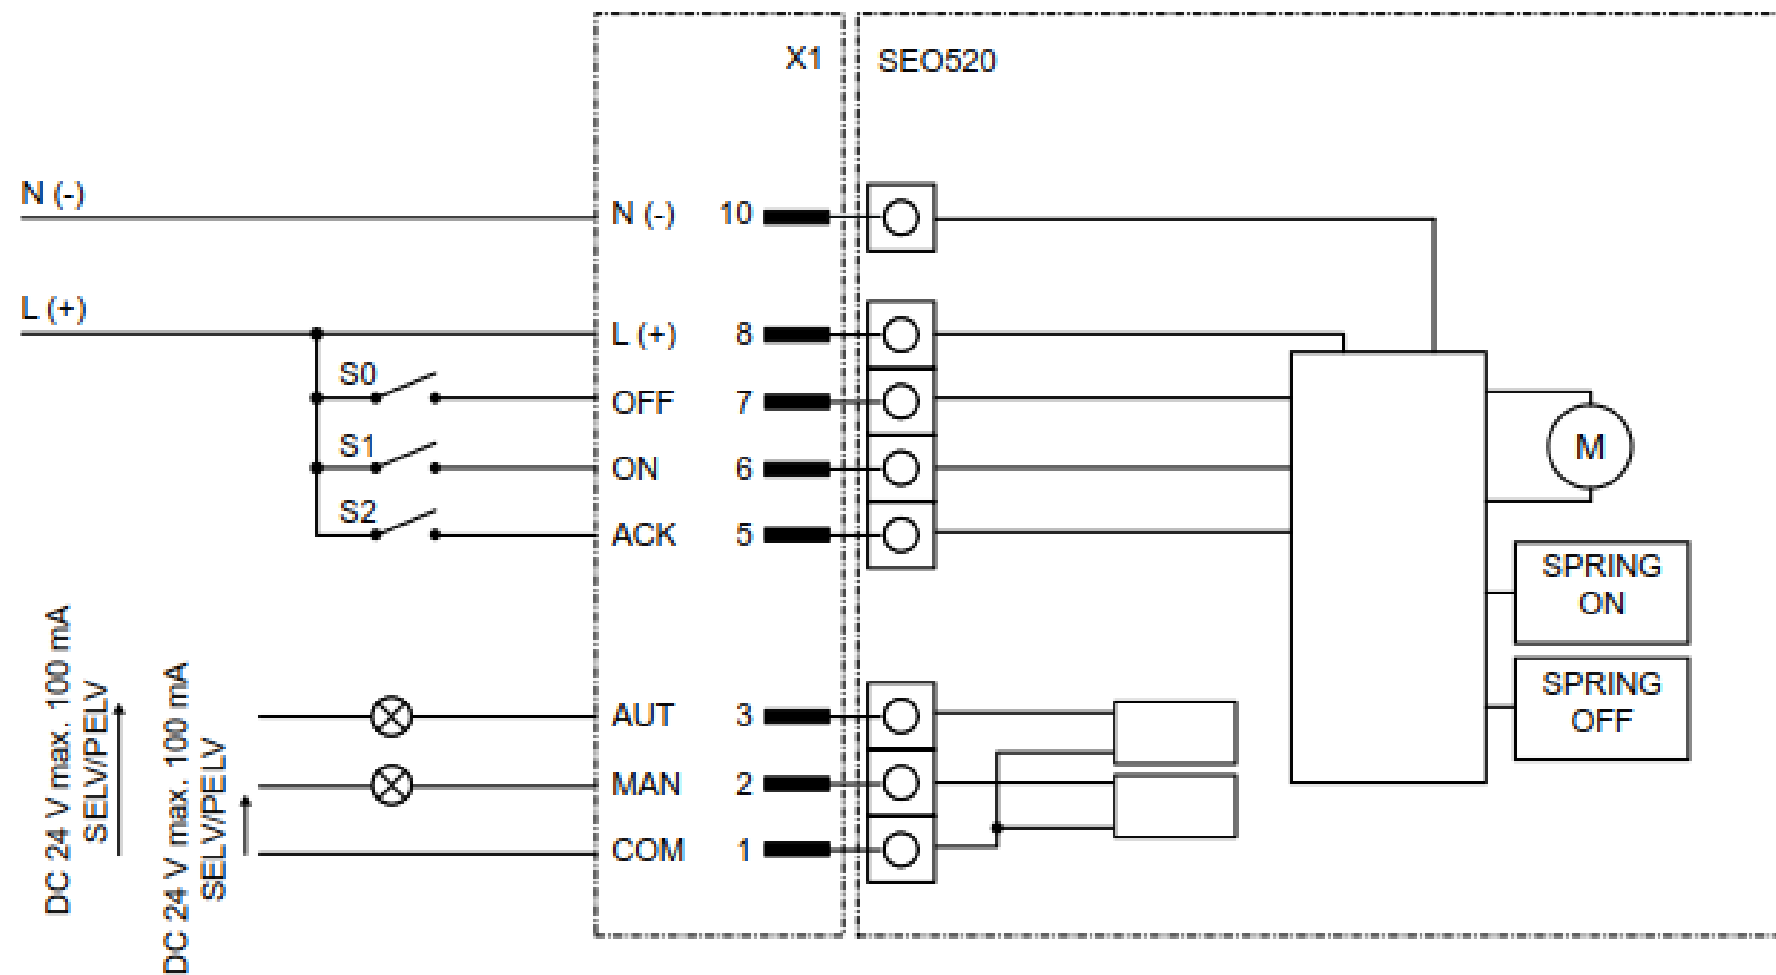 X1
SEO520
N (-)
N (-) 10
L (+)
L (+) 8
S0
OFF 7
S1
ON 6
S2
ACK 5
M
SPRING
ON
SPRING
OFF
AUT 3
MAN 2
COM 1
DC 24 V max. 100 mA
SELV/PELV
DC 24 V max. 100 mA
SELV/PELV